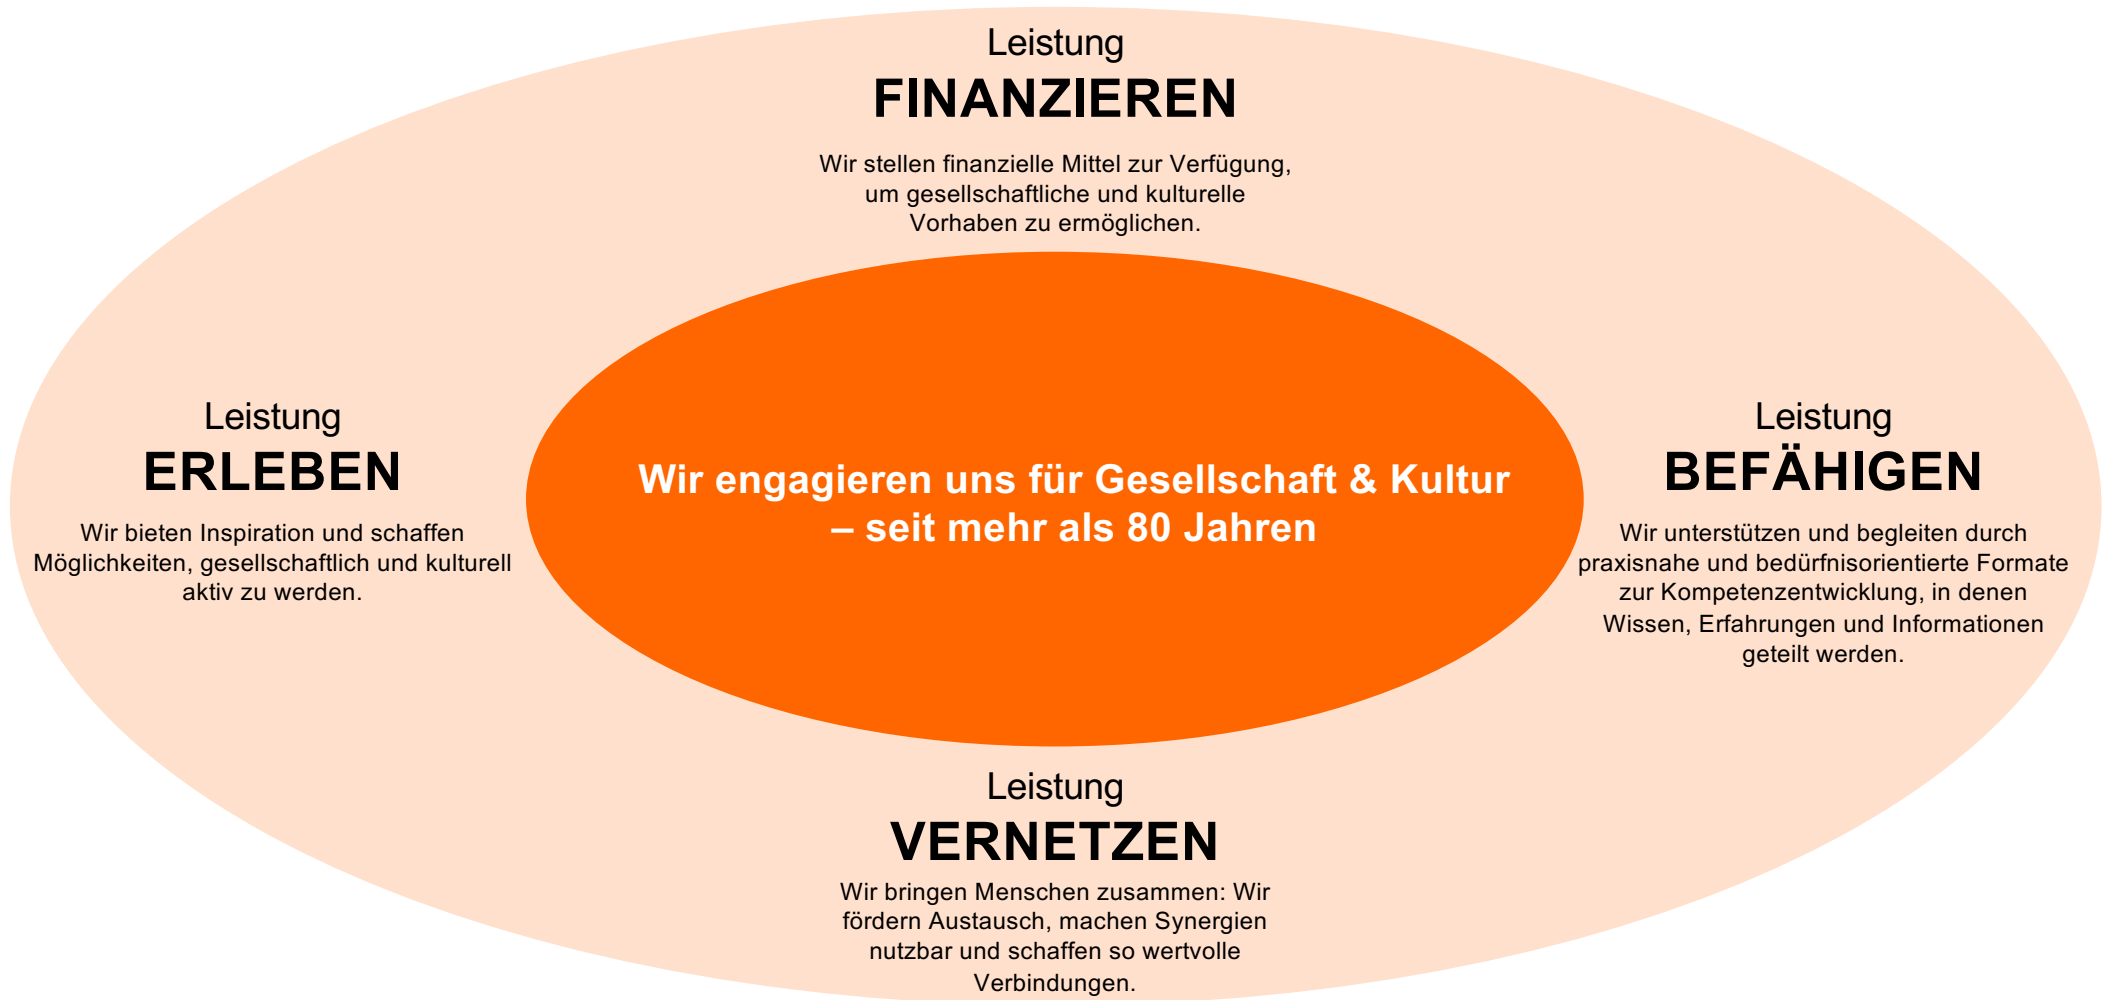 Leistung
FINANZIEREN
Wir stellen finanzielle Mittel zur Verfügung,
um gesellschaftliche und kulturelle
Vorhaben zu ermöglichen.
Leistung
ERLEBEN
Wir bieten Inspiration und schaffen
Möglichkeiten, gesellschaftlich und kulturell
aktiv zu werden.
Wir engagieren uns für Gesellschaft & Kultur
– seit mehr als 80 Jahren
Leistung
BEFÄHIGEN
Wir unterstützen und begleiten durch
praxisnahe und bedürfnisorientierte Formate
zur Kompetenzentwicklung, in denen
Wissen, Erfahrungen und Informationen
geteilt werden.
Leistung
VERNETZEN
Wir bringen Menschen zusammen: Wir
fördern Austausch, machen Synergien
nutzbar und schaffen so wertvolle
Verbindungen.